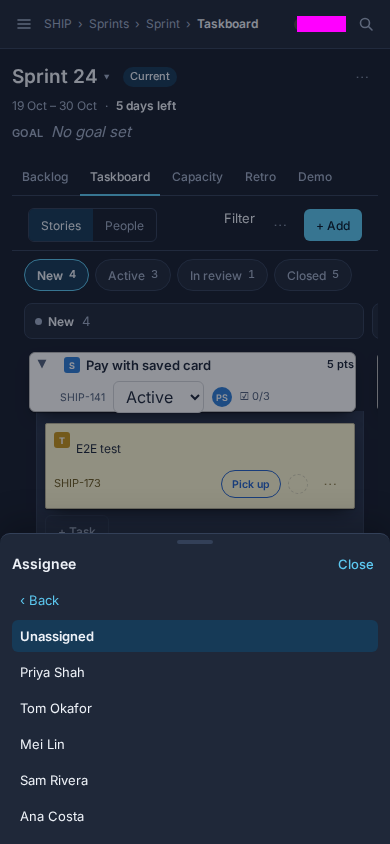 SHIP › Sprints › Sprint › Taskboard
Sprint 24 ▾ Current ...
19 Oct – 30 Oct · 5 days left
GOAL No goal set
Backlog Taskboard Capacity Retro Demo
Stories People Filter ... + Add
New 4 Active 3 In review 1 Closed 5
New 4
▼ S Pay with saved card 5 pts
SHIP-141 Active PS ☑ 0/3
T E2E test
SHIP-173 Pick up ...
+ Task
Assignee Close
‹ Back
Unassigned
Priya Shah
Tom Okafor
Mei Lin
Sam Rivera
Ana Costa